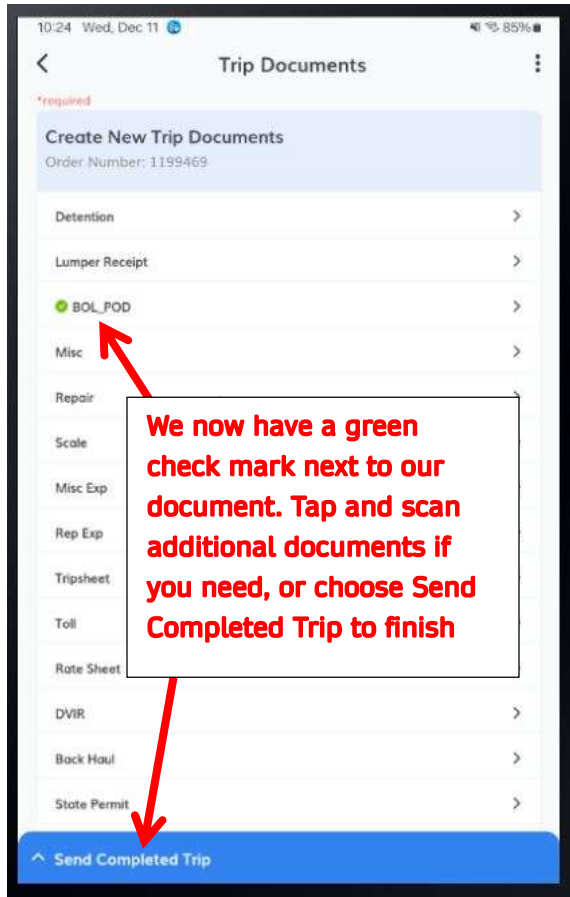 10:24 Wed, Dec 11
85%
Trip Documents
*required
Create New Trip Documents
Order Number: 1199469
Detention
Lumper Receipt
BOL_POD
Misc
Repair
Scale
Misc Exp
Rep Exp
Tripsheet
Toll
Rate Sheet
DVIR
Back Haul
State Permit
We now have a green
check mark next to our
document. Tap and scan
additional documents if
you need, or choose Send
Completed Trip to finish
Send Completed Trip